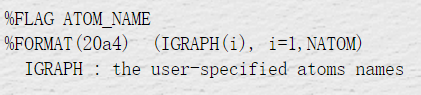 %FLAG ATOM_NAME
%FORMAT(20a4)  (IGRAPH(i), i=1,NATOM)
  IGRAPH : the user-specified atoms names